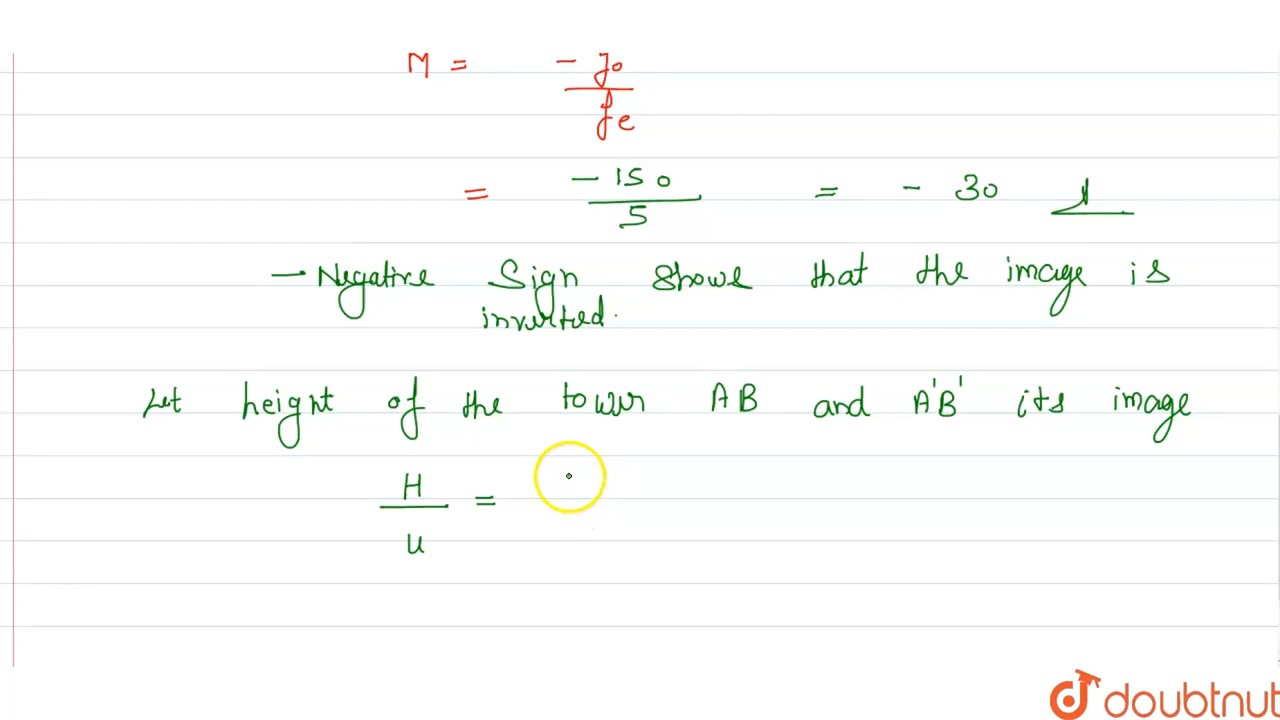 M = - fo
fe
= - 150 = - 30
5
- Negative Sign shows that the image is
inverted.
Let height of the tower AB and A'B' its image
H =
u
doubtnut